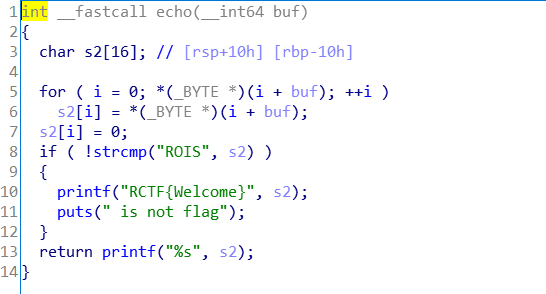 1 int __fastcall echo(__int64 buf)
2 {
3 char s2[16]; // [rsp+10h] [rbp-10h]
4
5 for ( i = 0; *(_BYTE *)(i + buf); ++i )
6 s2[i] = *(_BYTE *)(i + buf);
7 s2[i] = 0;
8 if ( !strcmp("ROIS", s2) )
9 {
10 printf("RCTF{Welcome}", s2);
11 puts(" is not flag");
12 }
13 return printf("%s", s2);
14 }